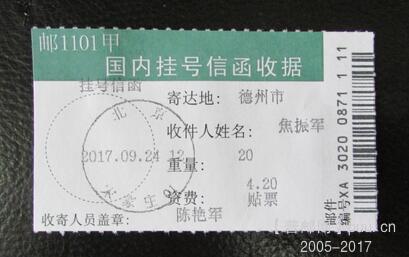 邮1101甲
国内挂号信函收据
挂号信函
寄达地: 德州市
收件人姓名: 焦振军
北京
2017.09.24 12
重量: 20
4.20
资费: 贴票
收寄人员盖章: 陈艳军
邮件
编号XA 3020 0871 1 11
2005-2017